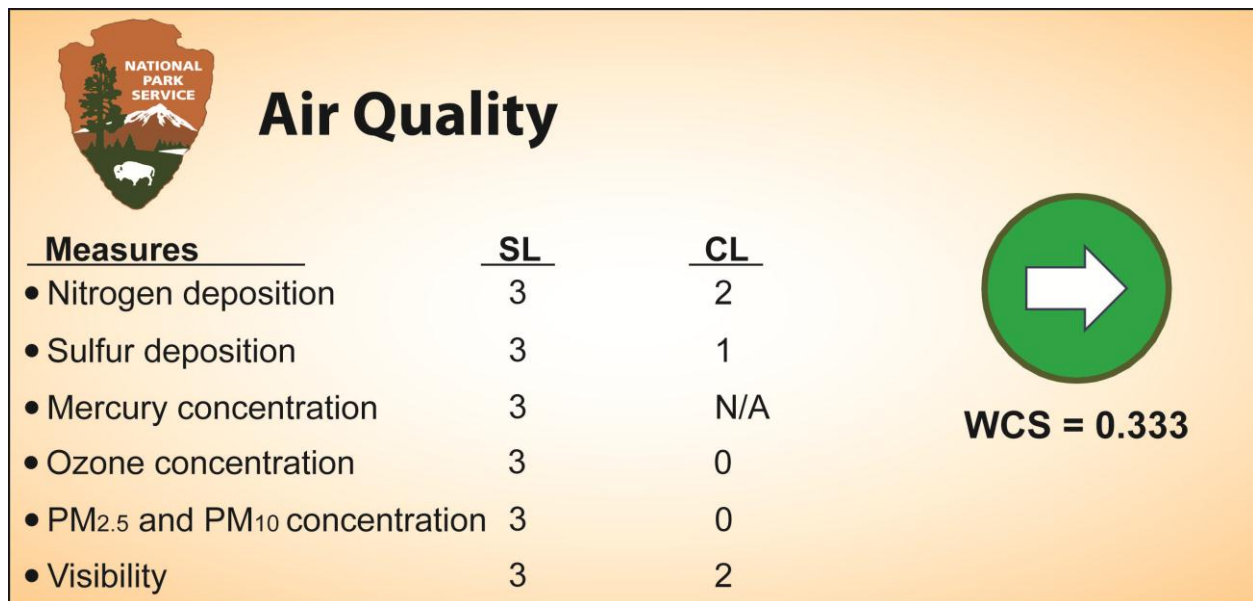 NATIONAL
PARK
SERVICE
Air Quality
Measures SL CL
• Nitrogen deposition 3 2
• Sulfur deposition 3 1
• Mercury concentration 3 N/A
• Ozone concentration 3 0
• PM2.5 and PM10 concentration 3 0
• Visibility 3 2
WCS = 0.333